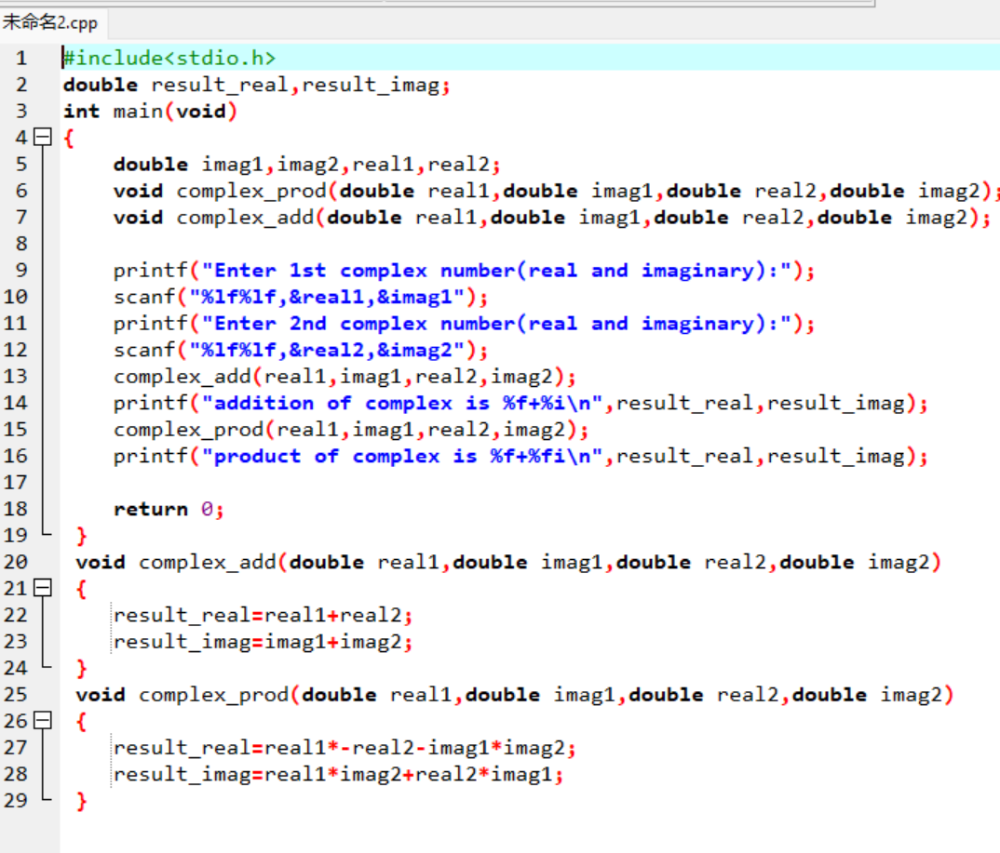 未命名2.cpp
1 #include<stdio.h>
2 double result_real,result_imag;
3 int main(void)
4 {
5 double imag1,imag2,real1,real2;
6 void complex_prod(double real1,double imag1,double real2,double imag2);
7 void complex_add(double real1,double imag1,double real2,double imag2);
8
9 printf("Enter 1st complex number(real and imaginary):");
10 scanf("%lf%lf,&real1,&imag1");
11 printf("Enter 2nd complex number(real and imaginary):");
12 scanf("%lf%lf,&real2,&imag2");
13 complex_add(real1,imag1,real2,imag2);
14 printf("addition of complex is %f+%i\n",result_real,result_imag);
15 complex_prod(real1,imag1,real2,imag2);
16 printf("product of complex is %f+%fi\n",result_real,result_imag);
17
18 return 0;
19 }
20 void complex_add(double real1,double imag1,double real2,double imag2)
21 {
22 result_real=real1+real2;
23 result_imag=imag1+imag2;
24 }
25 void complex_prod(double real1,double imag1,double real2,double imag2)
26 {
27 result_real=real1*-real2-imag1*imag2;
28 result_imag=real1*imag2+real2*imag1;
29 }